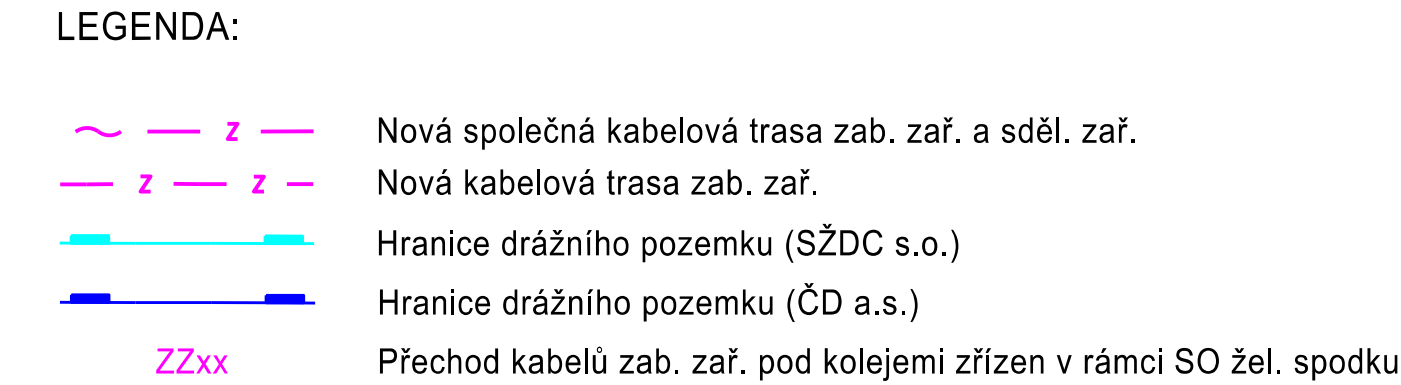 LEGENDA:
~ — z — Nová společná kabelová trasa zab. zař. a sděl. zař.
— z — z — Nová kabelová trasa zab. zař.
Hranice drážního pozemku (SŽDC s.o.)
Hranice drážního pozemku (ČD a.s.)
ZZxx Přechod kabelů zab. zař. pod kolejemi zřízen v rámci SO žel. spodku